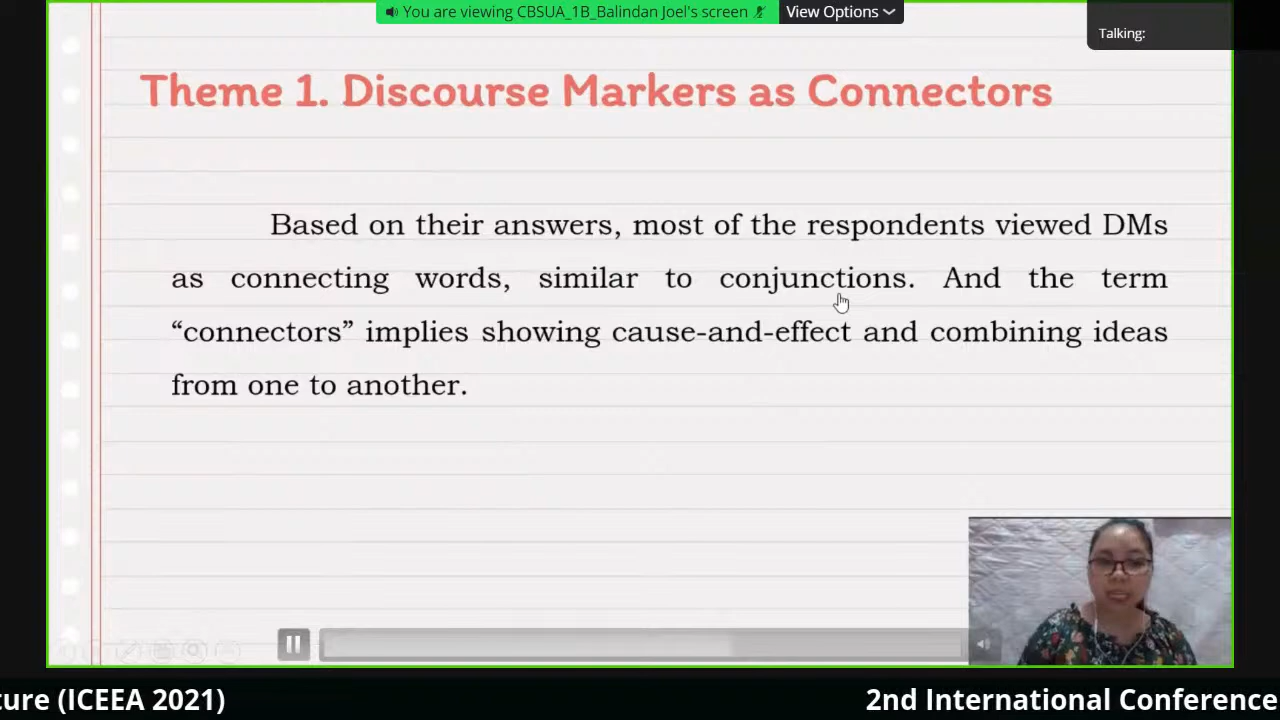 You are viewing CBSUA_1B_Balindan Joel's screen
View Options
Talking:
Theme 1. Discourse Markers as Connectors
Based on their answers, most of the respondents viewed DMs
as connecting words, similar to conjunctions. And the term
“connectors” implies showing cause-and-effect and combining ideas
from one to another.
ture (ICEEA 2021)
2nd International Conference